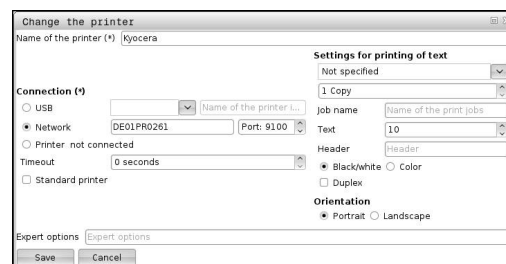 Change the printer
Name of the printer (*) Kyocera
Connection (*)
USB Name of the printer i...
Network DE01PR0261 Port: 9100
Printer not connected
Timeout 0 seconds
Standard printer
Settings for printing of text
Not specified
1 Copy
Job name Name of the print jobs
Text 10
Header Header
Black/white Color
Duplex
Orientation
Portrait Landscape
Expert options Expert options
Save Cancel